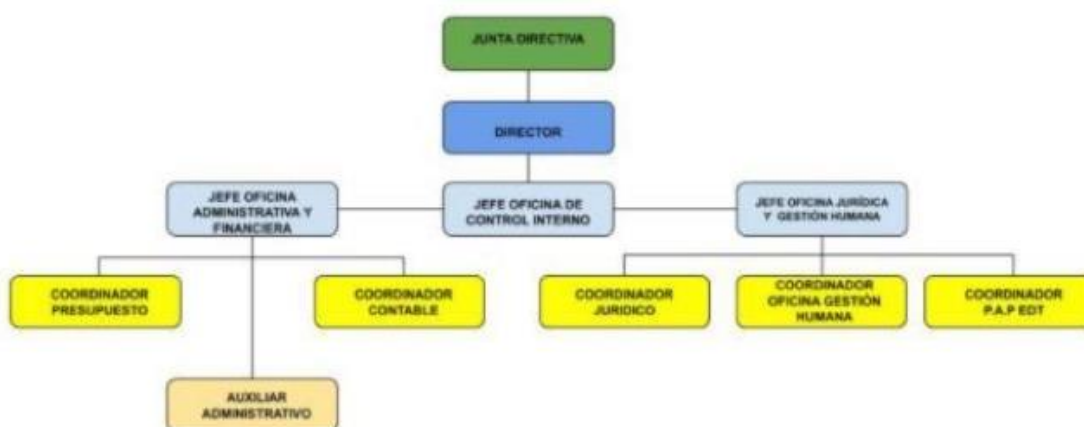 JUNTA DIRECTIVA
DIRECTOR
JEFE OFICINA
ADMINISTRATIVA Y
FINANCIERA
JEFE OFICINA DE
CONTROL INTERNO
JEFE OFICINA JURÍDICA
Y GESTIÓN HUMANA
COORDINADOR
PRESUPUESTO
COORDINADOR
CONTABLE
COORDINADOR
JURIDICO
COORDINADOR
OFICINA GESTIÓN
HUMANA
COORDINADOR
P.A.P EDT
AUXILIAR
ADMINISTRATIVO